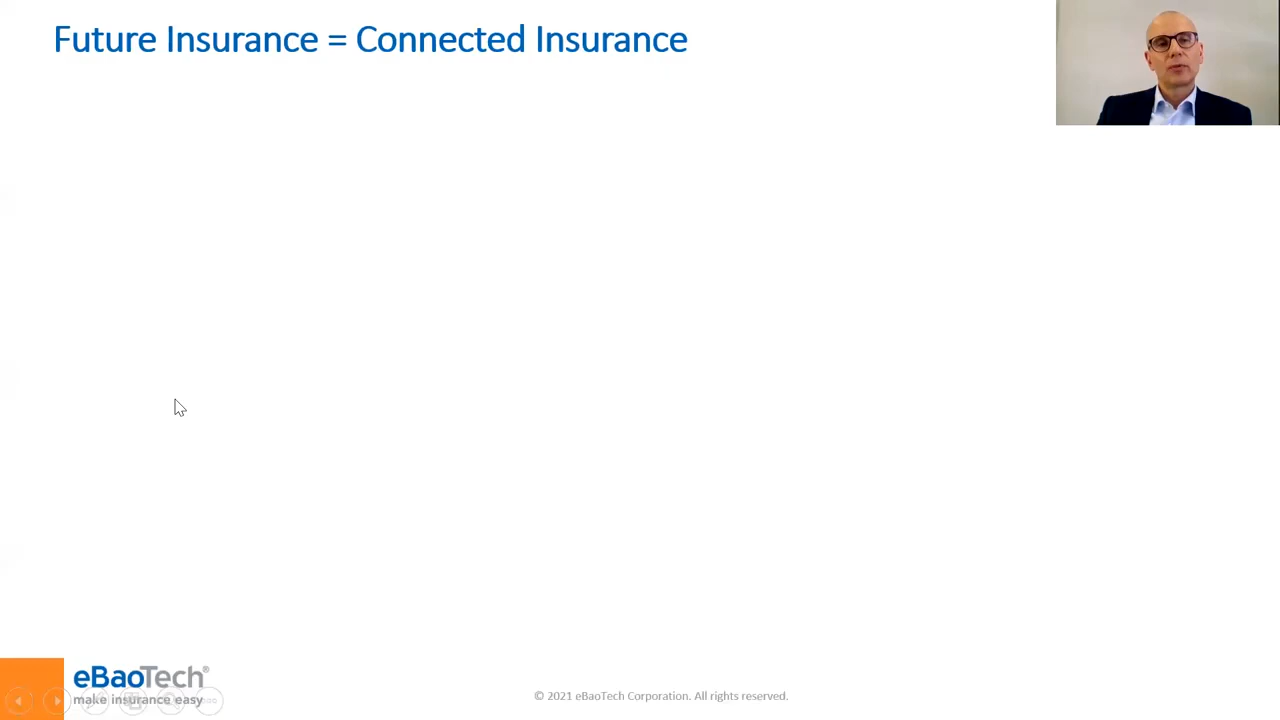 Future Insurance = Connected Insurance
eBaoTech®
make insurance easy
© 2021 eBaoTech Corporation. All rights reserved.